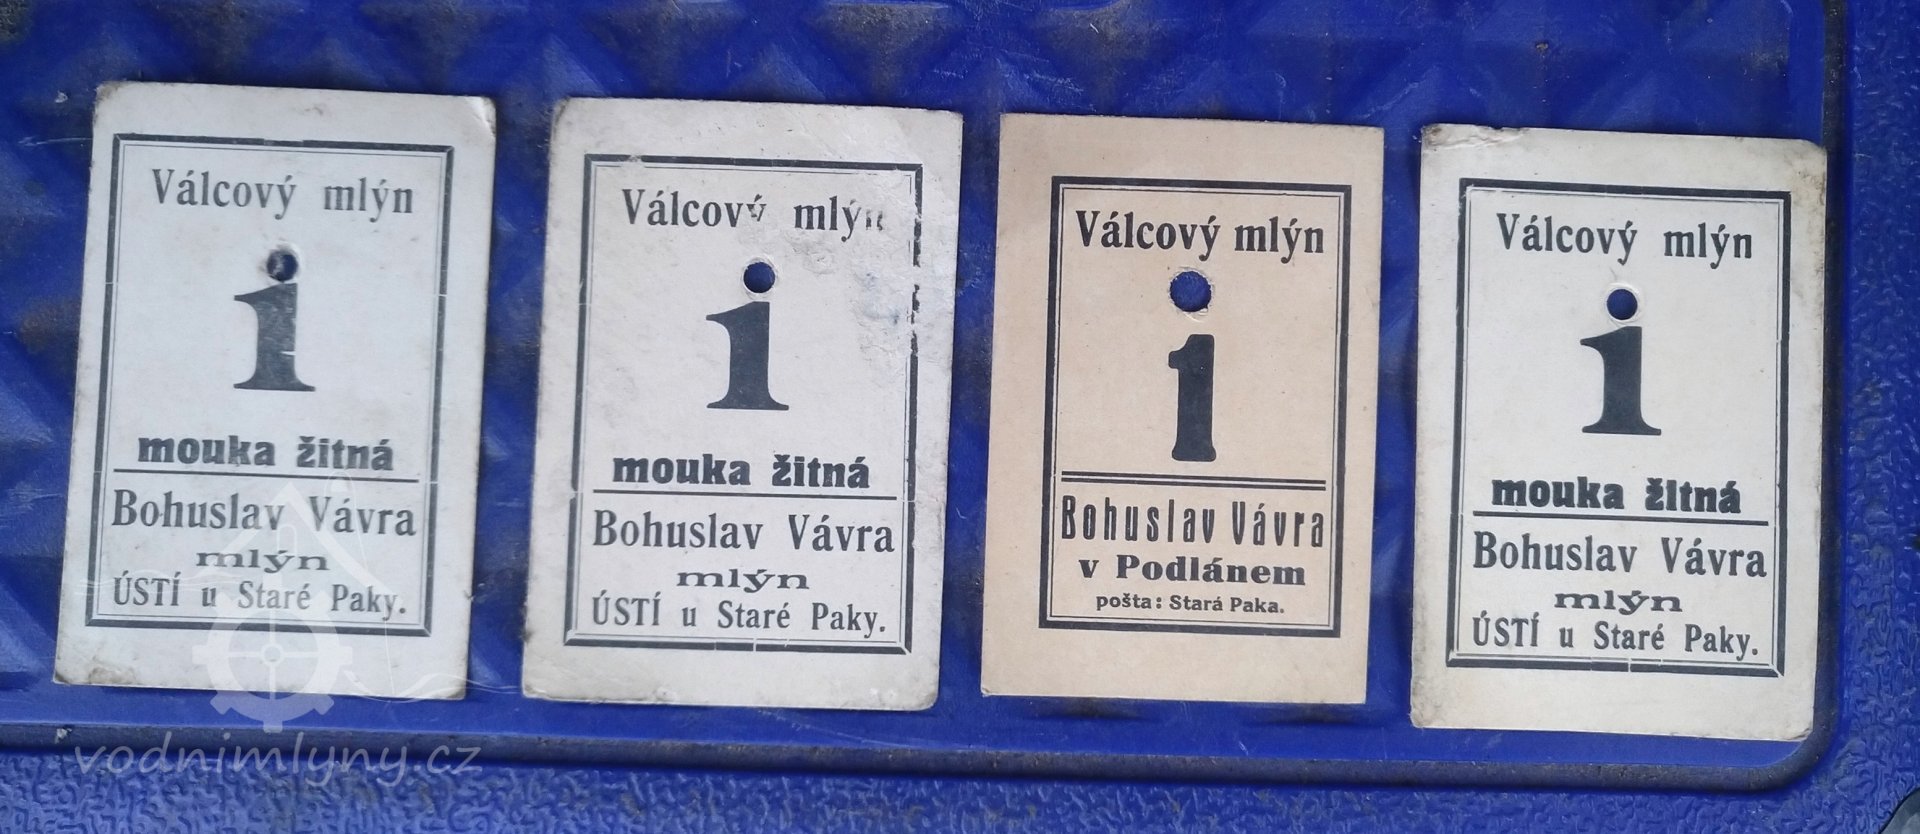 Válcový mlýn
1
mouka žitná
Bohuslav Vávra
mlýn
ÚSTÍ u Staré Paky.
Válcový mlýn
1
mouka žitná
Bohuslav Vávra
mlýn
ÚSTÍ u Staré Paky.
Válcový mlýn
1
Bohuslav Vávra
v Podlánem
pošta: Stará Paka.
Válcový mlýn
1
mouka žitná
Bohuslav Vávra
mlýn
ÚSTÍ u Staré Paky.
vodnimlyny.cz